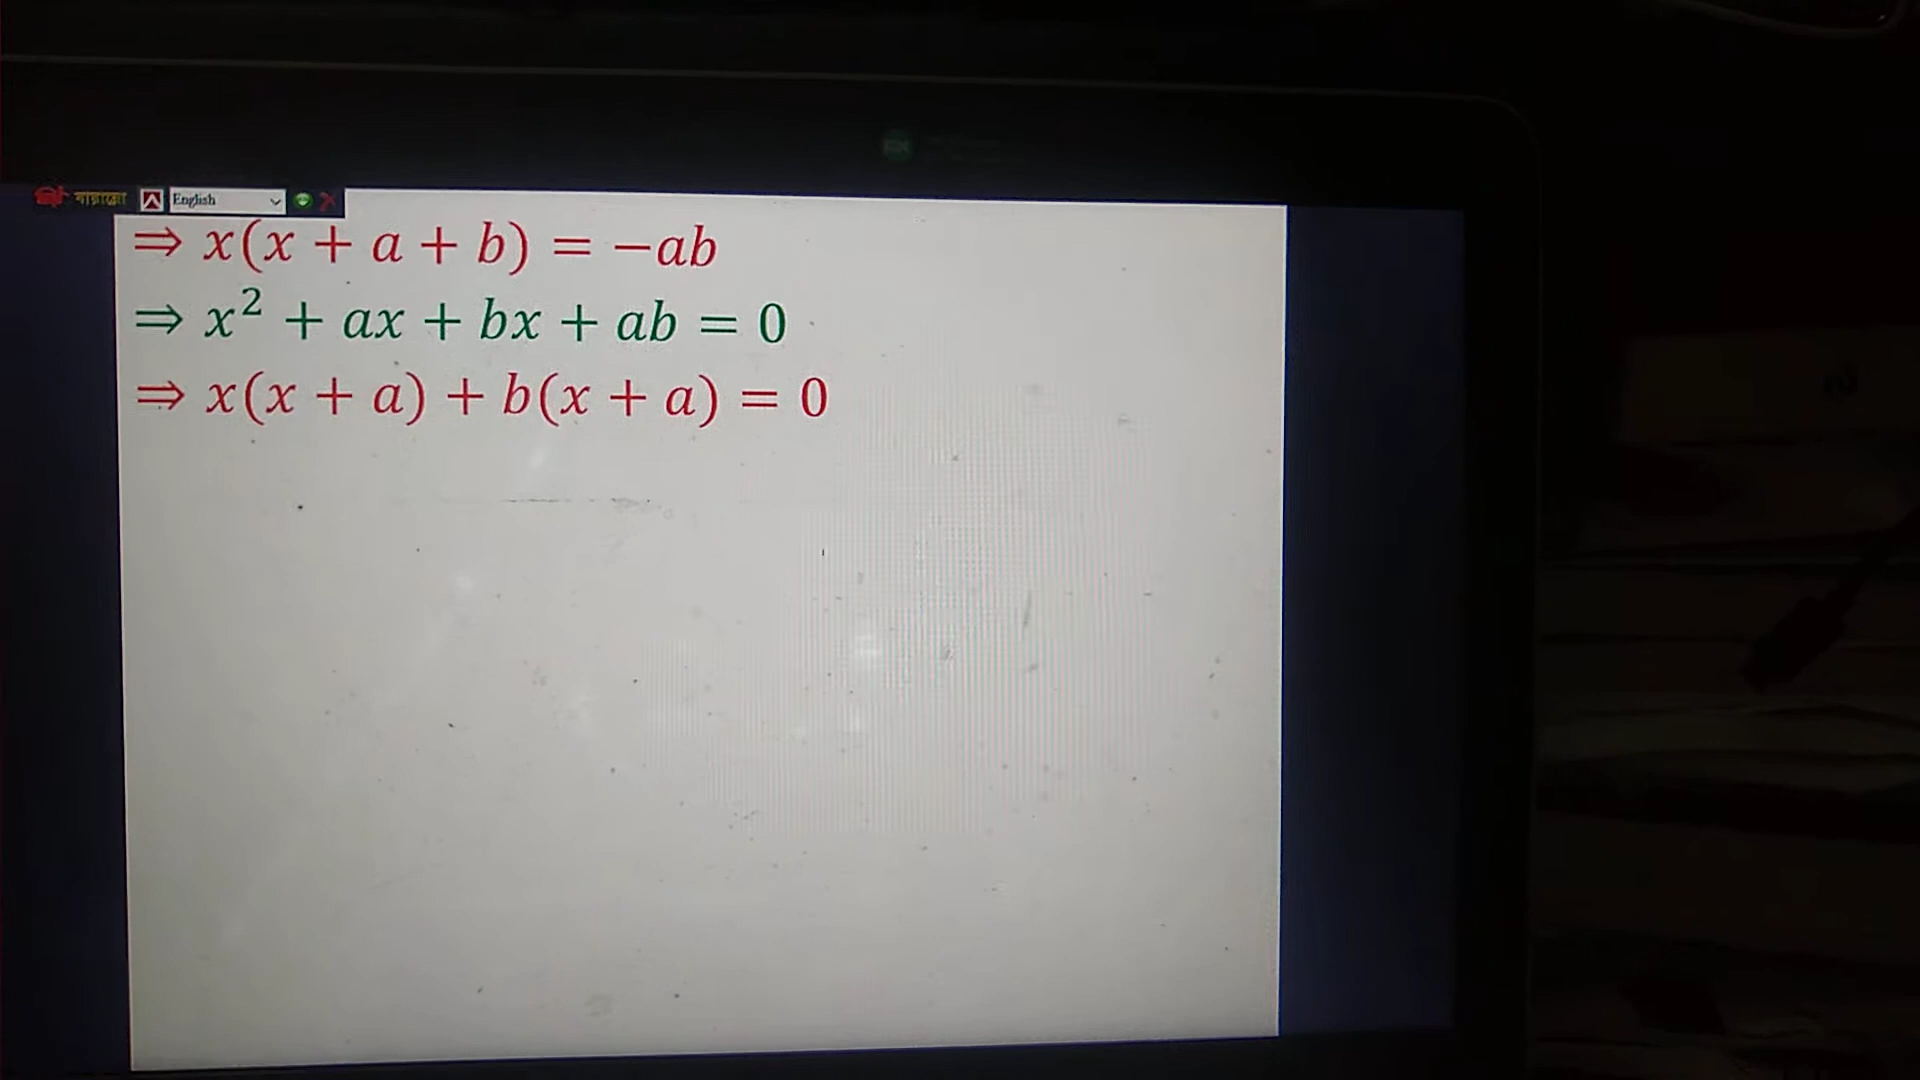 বায়ান্নো English
⇒ x(x + a + b) = −ab
⇒ x² + ax + bx + ab = 0
⇒ x(x + a) + b(x + a) = 0